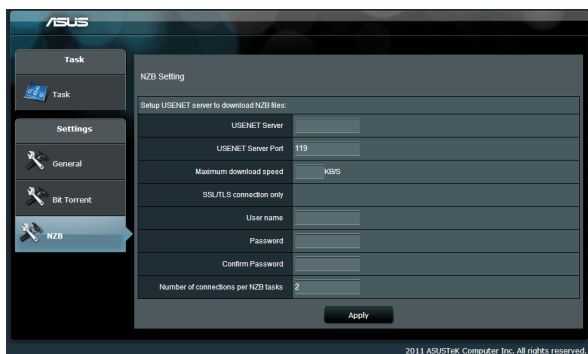 ASUS
Task
Task
Settings
General
Bit Torrent
NZB
NZB Setting
Setup USENET server to download NZB files:
USENET Server
USENET Server Port 119
Maximum download speed KB/S
SSL/TLS connection only
User name
Password
Confirm Password
Number of connections per NZB tasks 2
Apply
2011 ASUSTeK Computer Inc. All rights reserved.